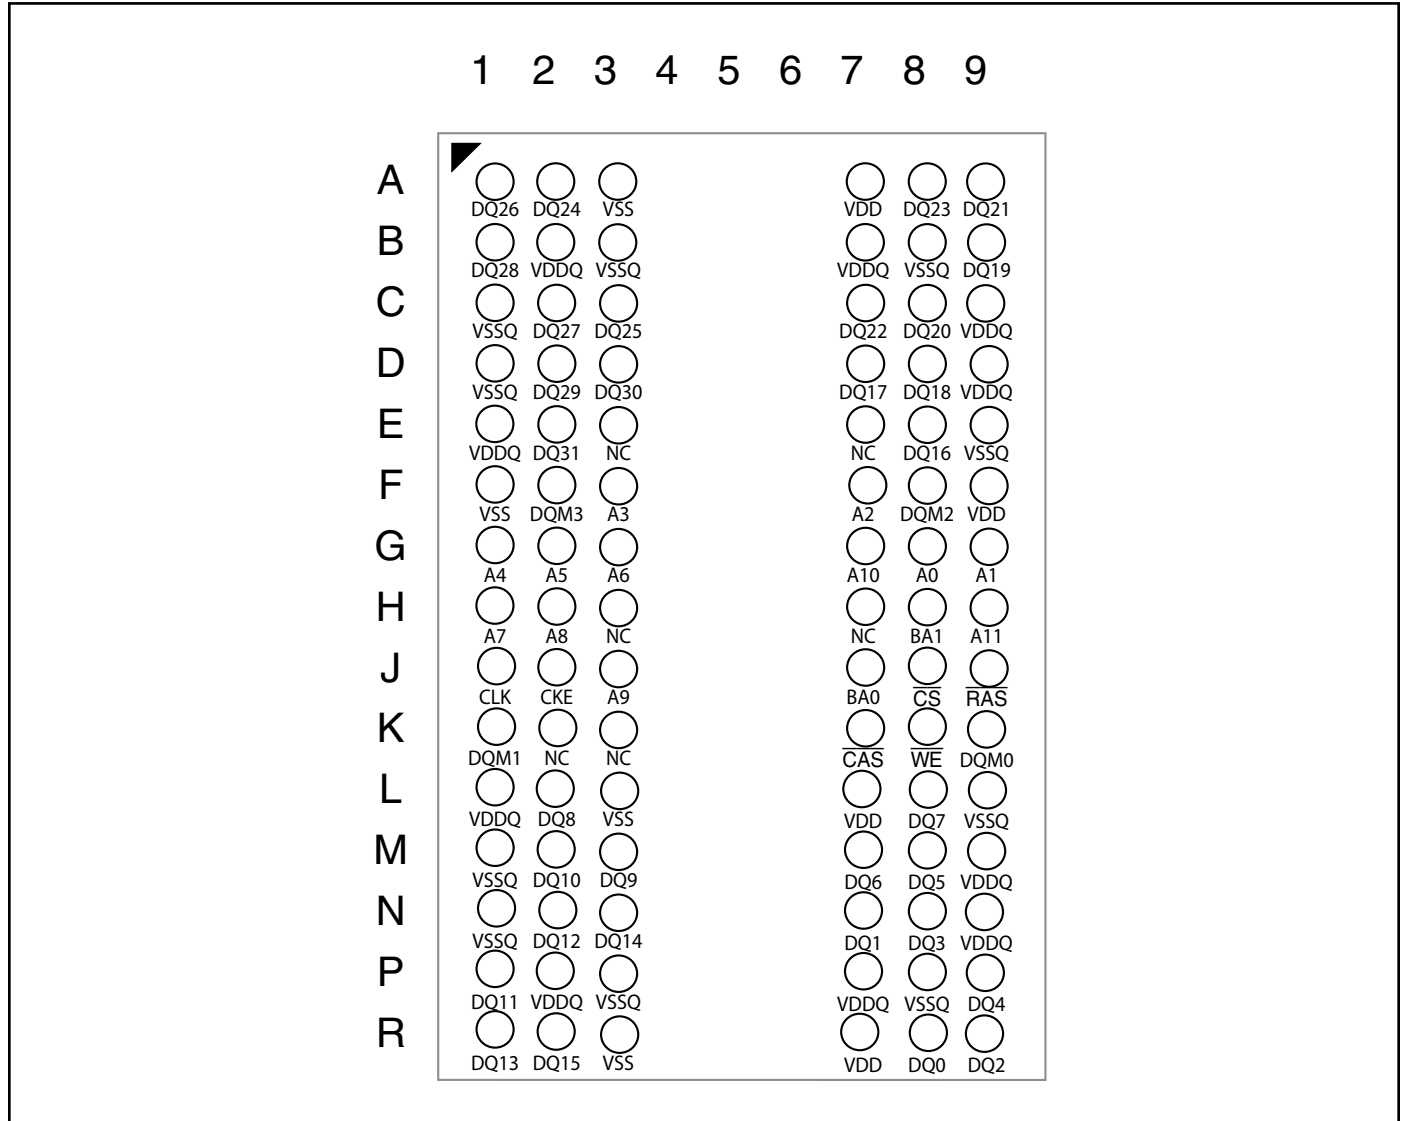 1 2 3 4 5 6 7 8 9
A
DQ26 DQ24 VSS VDD DQ23 DQ21
B
DQ28 VDDQ VSSQ VDDQ VSSQ DQ19
C
VSSQ DQ27 DQ25 DQ22 DQ20 VDDQ
D
VSSQ DQ29 DQ30 DQ17 DQ18 VDDQ
E
VDDQ DQ31 NC NC DQ16 VSSQ
F
VSS DQM3 A3 A2 DQM2 VDD
G
A4 A5 A6 A10 A0 A1
H
A7 A8 NC NC BA1 A11
J
CLK CKE A9 BA0 C̅S̅ R̅A̅S̅
K
DQM1 NC NC C̅A̅S̅ W̅E̅ DQM0
L
VDDQ DQ8 VSS VDD DQ7 VSSQ
M
VSSQ DQ10 DQ9 DQ6 DQ5 VDDQ
N
VSSQ DQ12 DQ14 DQ1 DQ3 VDDQ
P
DQ11 VDDQ VSSQ VDDQ VSSQ DQ4
R
DQ13 DQ15 VSS VDD DQ0 DQ2